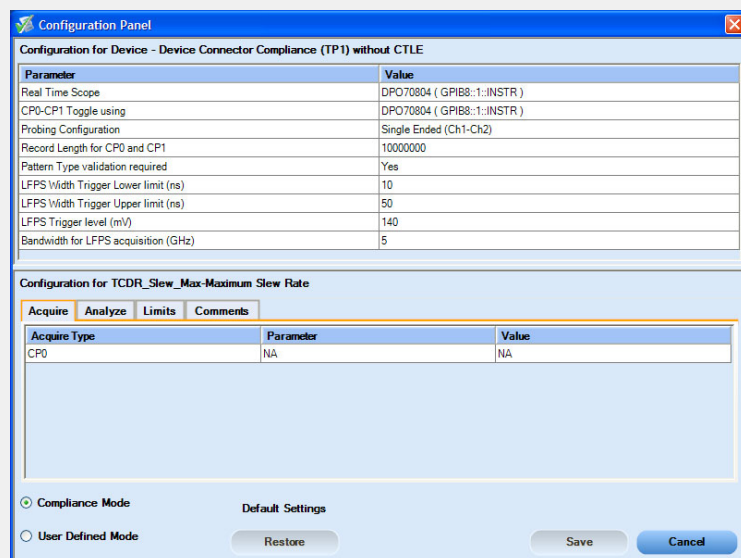 Configuration Panel
Configuration for Device - Device Connector Compliance (TP1) without CTLE
Parameter Value
Real Time Scope DPO70804 ( GPIB8::1::INSTR )
CP0-CP1 Toggle using DPO70804 ( GPIB8::1::INSTR )
Probing Configuration Single Ended (Ch1-Ch2)
Record Length for CP0 and CP1 10000000
Pattern Type validation required Yes
LFPS Width Trigger Lower limit (ns) 10
LFPS Width Trigger Upper limit (ns) 50
LFPS Trigger level (mV) 140
Bandwidth for LFPS acquisition (GHz) 5
Configuration for TCDR_Slew_Max-Maximum Slew Rate
Acquire Analyze Limits Comments
Acquire Type Parameter Value
CP0 NA NA
Compliance Mode Default Settings
User Defined Mode Restore Save Cancel